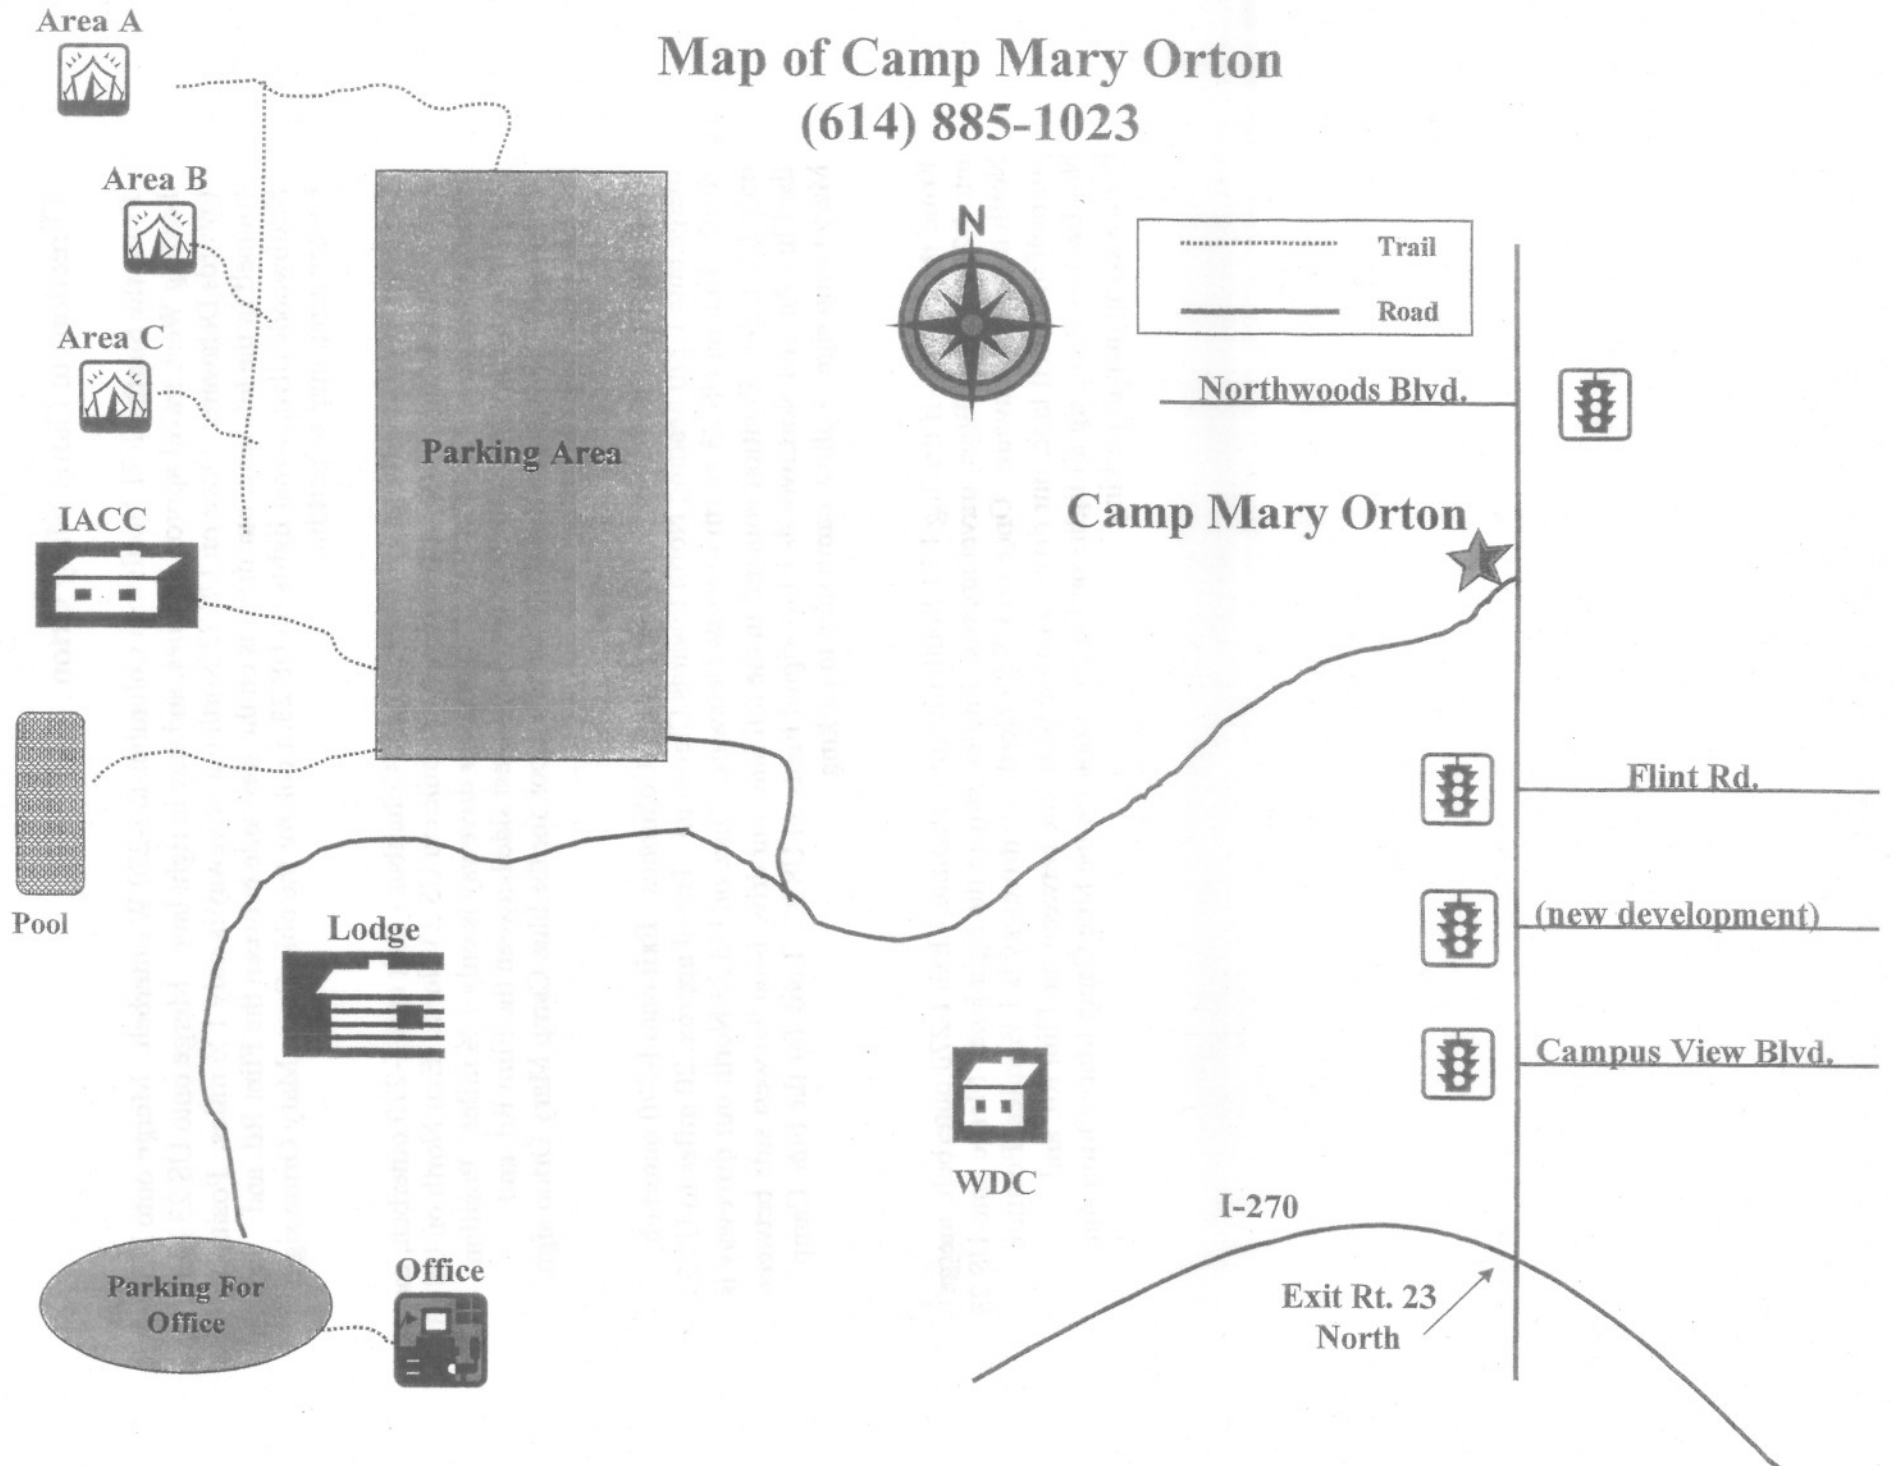 Area A
Map of Camp Mary Orton
(614) 885-1023
Area B
N
Trail
Road
Area C
Northwoods Blvd.
Parking Area
IACC
Camp Mary Orton
Flint Rd.
Pool
Lodge
(new development)
Campus View Blvd.
WDC
I-270
Parking For
Office
Office
Exit Rt. 23
North